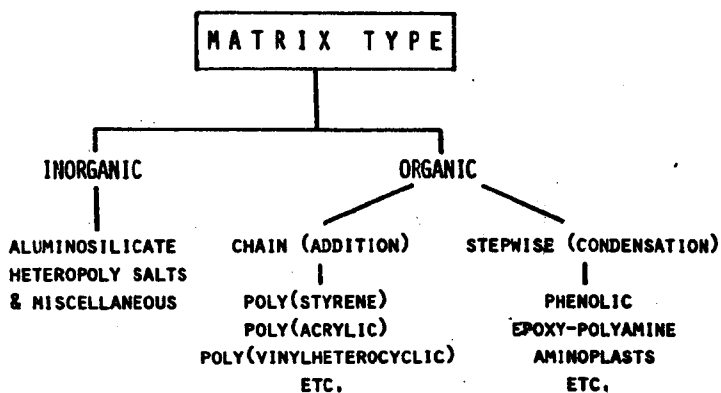 MATRIX TYPE
INORGANIC
ORGANIC
ALUMINOSILICATE
HETEROPOLY SALTS
& MISCELLANEOUS
CHAIN (ADDITION)
POLY(STYRENE)
POLY(ACRYLIC)
POLY(VINYLHETEROCYCLIC)
ETC.
STEPWISE (CONDENSATION)
PHENOLIC
EPOXY-POLYAMINE
AMINOPLASTS
ETC.